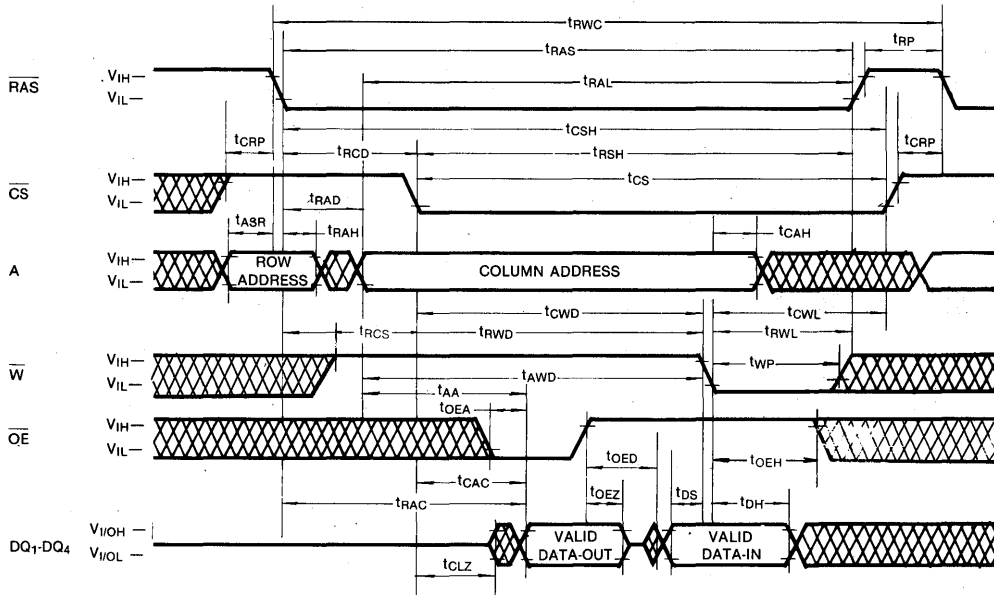 tRWC
tRAS
tRP
RAS
VIH
VIL
tRAL
tCSH
tCRP
tRCD
tRSH
tCRP
CS
VIH
VIL
tCS
tRAD
tASR
tRAH
tCAH
A
VIH
VIL
ROW
ADDRESS
COLUMN ADDRESS
tCWD
tCWL
tRCS
tRWD
tRWL
W
VIH
VIL
tWP
tAWD
tAA
tOEA
OE
VIH
VIL
tOED
tOEH
tCAC
tRAC
tOEZ
tDS
tDH
DQ1-DQ4
VI/OH
VI/OL
VALID
DATA-OUT
VALID
DATA-IN
tCLZ